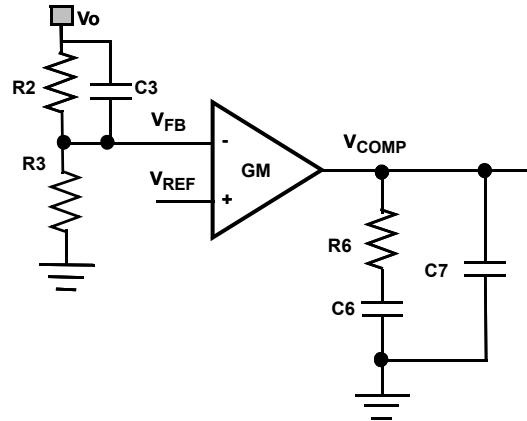 Vo
R2
C3
VFB
R3
VREF
-
+
GM
VCOMP
R6
C7
C6